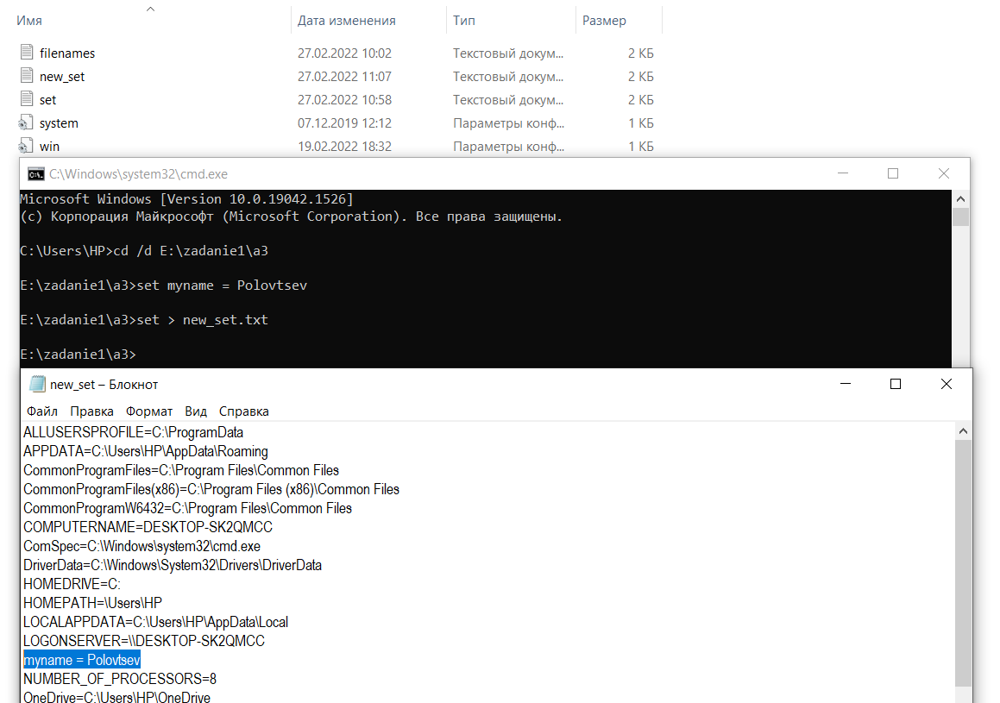 Имя Дата изменения Тип Размер
filenames 27.02.2022 10:02 Текстовый докум... 2 КБ
new_set 27.02.2022 11:07 Текстовый докум... 2 КБ
set 27.02.2022 10:58 Текстовый докум... 2 КБ
system 07.12.2019 12:12 Параметры конф... 1 КБ
win 19.02.2022 18:32 Параметры конф... 1 КБ
C:\Windows\system32\cmd.exe
Microsoft Windows [Version 10.0.19042.1526]
(c) Корпорация Майкрософт (Microsoft Corporation). Все права защищены.
C:\Users\HP>cd /d E:\zadanie1\a3
E:\zadanie1\a3>set myname = Polovtsev
E:\zadanie1\a3>set > new_set.txt
E:\zadanie1\a3>
new_set – Блокнот
Файл Правка Формат Вид Справка
ALLUSERSPROFILE=C:\ProgramData
APPDATA=C:\Users\HP\AppData\Roaming
CommonProgramFiles=C:\Program Files\Common Files
CommonProgramFiles(x86)=C:\Program Files (x86)\Common Files
CommonProgramW6432=C:\Program Files\Common Files
COMPUTERNAME=DESKTOP-SK2QMCC
ComSpec=C:\Windows\system32\cmd.exe
DriverData=C:\Windows\System32\Drivers\DriverData
HOMEDRIVE=C:
HOMEPATH=\Users\HP
LOCALAPPDATA=C:\Users\HP\AppData\Local
LOGONSERVER=\\DESKTOP-SK2QMCC
myname = Polovtsev
NUMBER_OF_PROCESSORS=8
OneDrive=C:\Users\HP\OneDrive